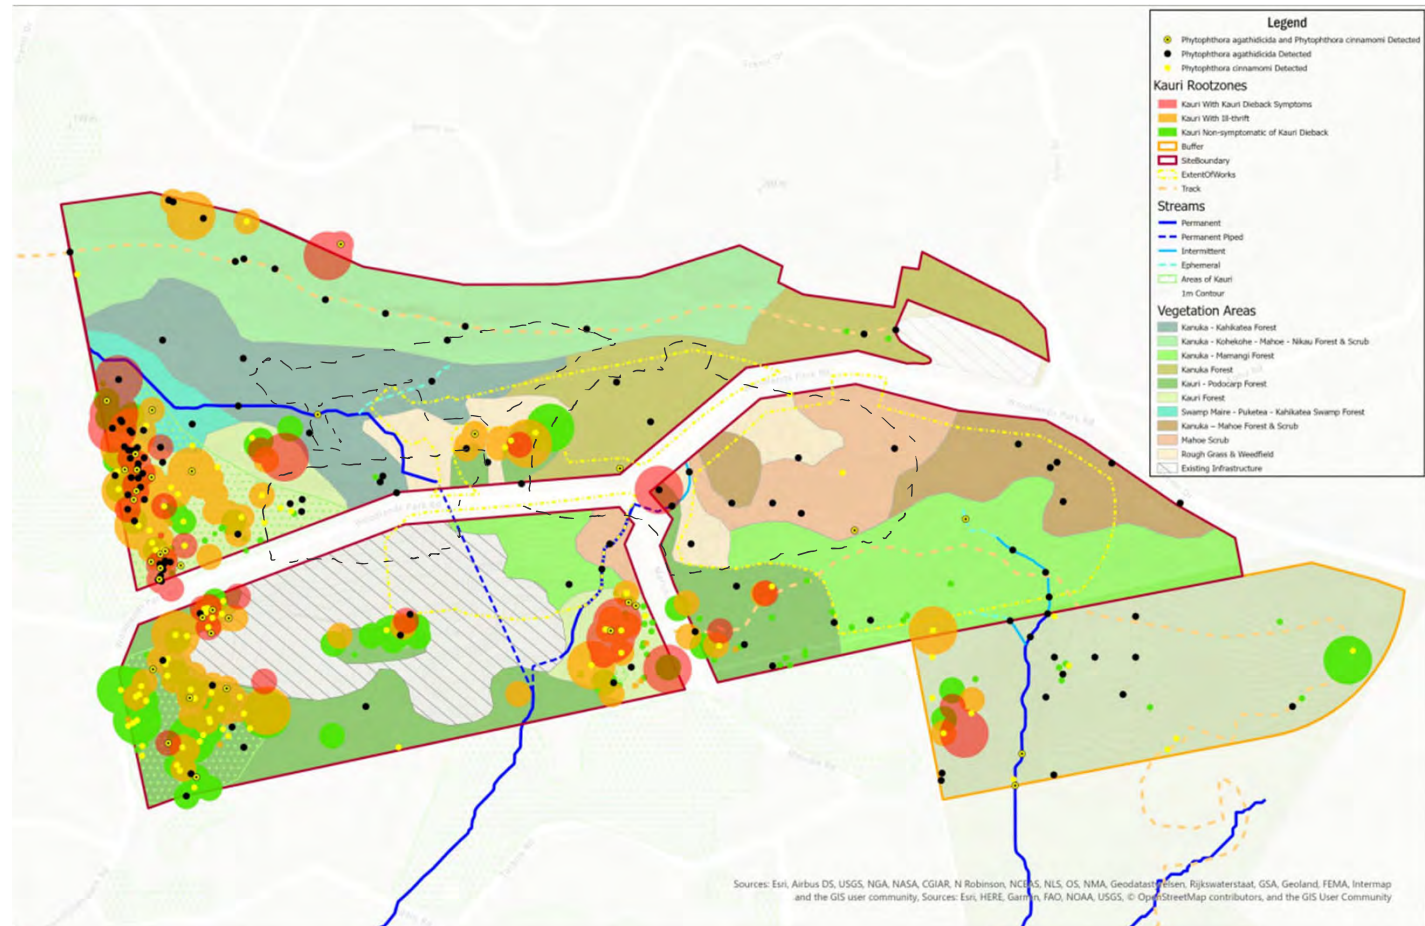 Legend
Phytophthora agathidicida and Phytophthora cinnamomi Detected
Phytophthora agathidicida Detected
Phytophthora cinnamomi Detected
Kauri Rootzones
Kauri With Kauri Dieback Symptoms
Kauri With Ill-thrift
Kauri Non-symptomatic of Kauri Dieback
Buffer
SiteBoundary
ExtentOfWorks
Track
Streams
Permanent
Permanent Piped
Intermittent
Ephemeral
Areas of Kauri
1m Contour
Vegetation Areas
Kanuka - Kahikatea Forest
Kanuka - Kohekohe - Mahoe - Nikau Forest & Scrub
Kanuka - Mamangi Forest
Kanuka Forest
Kauri - Podocarp Forest
Kauri Forest
Swamp Maire - Puketea - Kahikatea Swamp Forest
Kanuka - Mahoe Forest & Scrub
Mahoe Scrub
Rough Grass & Weedfield
Existing Infrastructure
Woodlands Park Rd
Woodlands Park Rd
Sources: Esri, Airbus DS, USGS, NGA, NASA, CGIAR, N Robinson, NCEAS, NLS, OS, NMA, Geodatastyrelsen, Rijkswaterstaat, GSA, Geoland, FEMA, Intermap
and the GIS user community, Sources: Esri, HERE, Garmin, FAO, NOAA, USGS, © OpenStreetMap contributors, and the GIS User Community